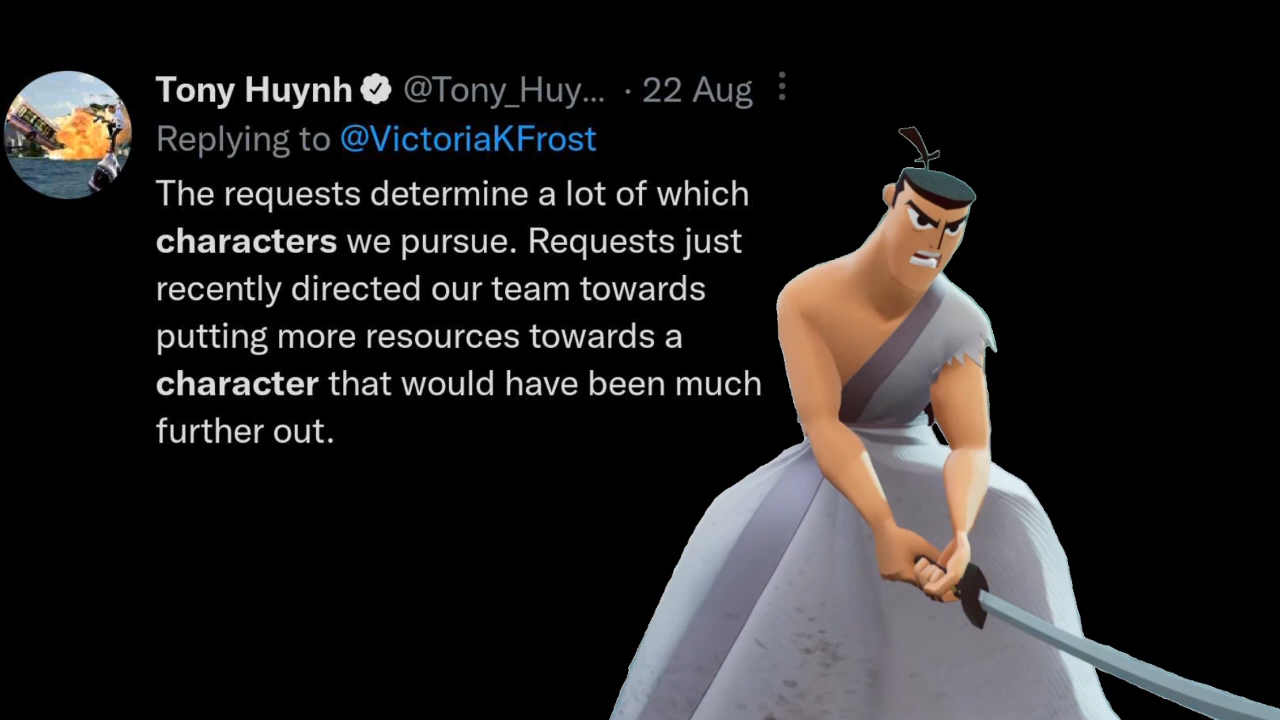 Tony Huynh @Tony_Huy... · 22 Aug
Replying to @VictoriaKFrost
The requests determine a lot of which
characters we pursue. Requests just
recently directed our team towards
putting more resources towards a
character that would have been much
further out.